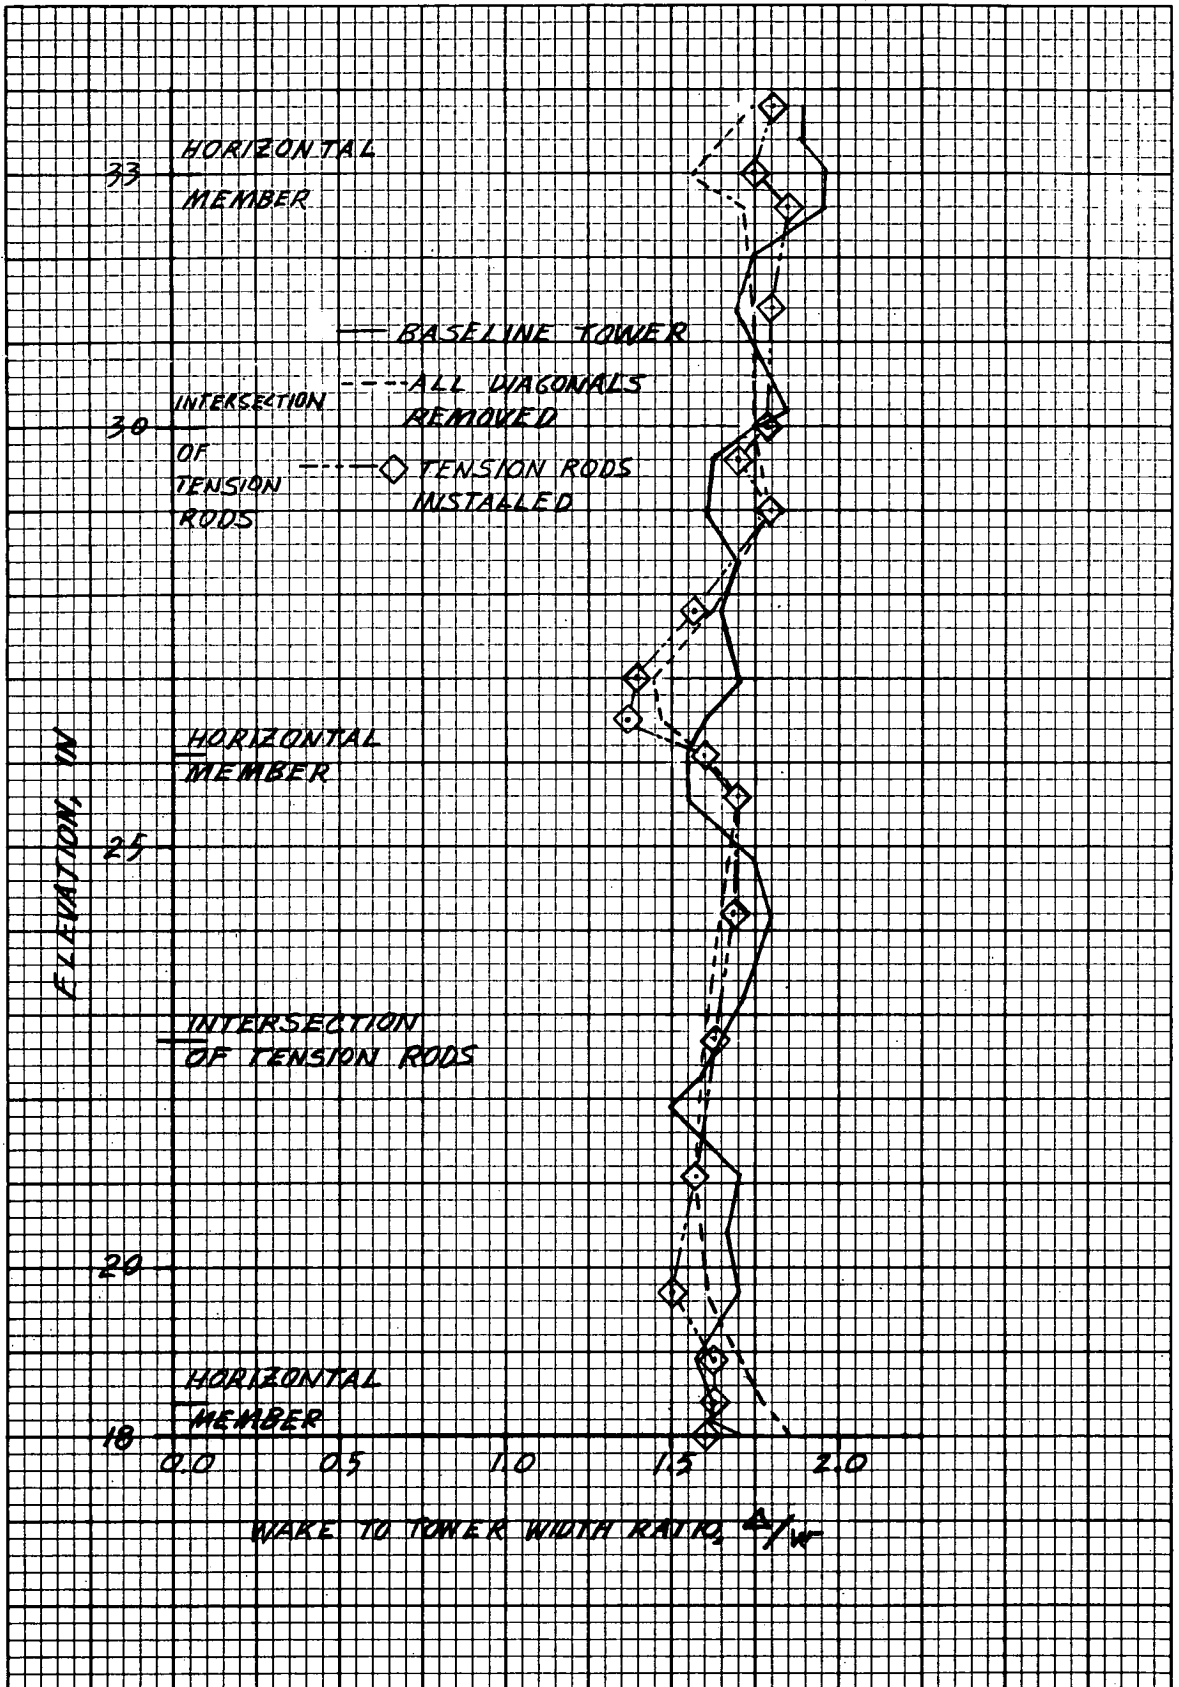 HORIZONTAL
33
MEMBER
BASELINE TOWER
ALL DIAGONALS
REMOVED
INTERSECTION
30
OF
TENSION
RODS
TENSION RODS
INSTALLED
HORIZONTAL
MEMBER
ELEVATION, IN
25
INTERSECTION
OF TENSION RODS
20
HORIZONTAL
MEMBER
18
0.0 0.5 1.0 1.5 2.0
WAKE TO TOWER WIDTH RATIO, Δ/W